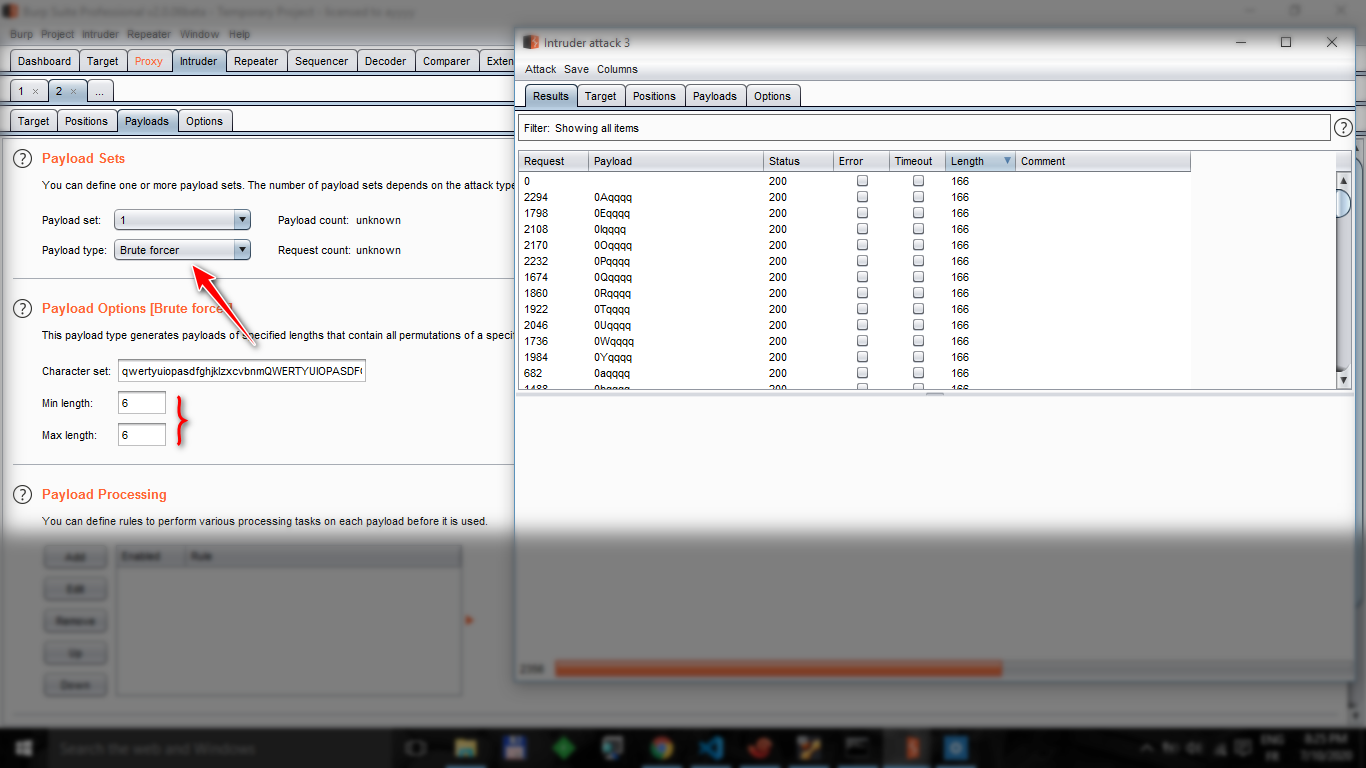 Burp Suite Professional v2.0.09beta - Temporary Project - licensed to
Burp Project Intruder Repeater Window Help
Dashboard Target Proxy Intruder Repeater Sequencer Decoder Comparer Exten
1 × 2 × ...
Target Positions Payloads Options
? Payload Sets
You can define one or more payload sets. The number of payload sets depends on the attack type
Payload set: 1 Payload count: unknown
Payload type: Brute forcer Request count: unknown
? Payload Options [Brute forcer]
This payload type generates payloads of specified lengths that contain all permutations of a specif
Character set: qwertyuiopasdfghjklzxcvbnmQWERTYUIOPASDF
Min length: 6
Max length: 6
? Payload Processing
You can define rules to perform various processing tasks on each payload before it is used.
Add Enabled Rule
Edit
Remove
Up
Down
Intruder attack 3
Attack Save Columns
Results Target Positions Payloads Options
Filter: Showing all items ?
Request Payload Status Error Timeout Length Comment
0 200 166
2294 0Aqqqq 200 166
1798 0Eqqqq 200 166
2108 0Iqqqq 200 166
2170 0Oqqqq 200 166
2232 0Pqqqq 200 166
1674 0Qqqqq 200 166
1860 0Rqqqq 200 166
1922 0Tqqqq 200 166
2046 0Uqqqq 200 166
1736 0Wqqqq 200 166
1984 0Yqqqq 200 166
682 0aqqqq 200 166
1488 0bqqqq 200 166
Search the web and Windows
ENG 8:25 PM
FR 7/10/2020